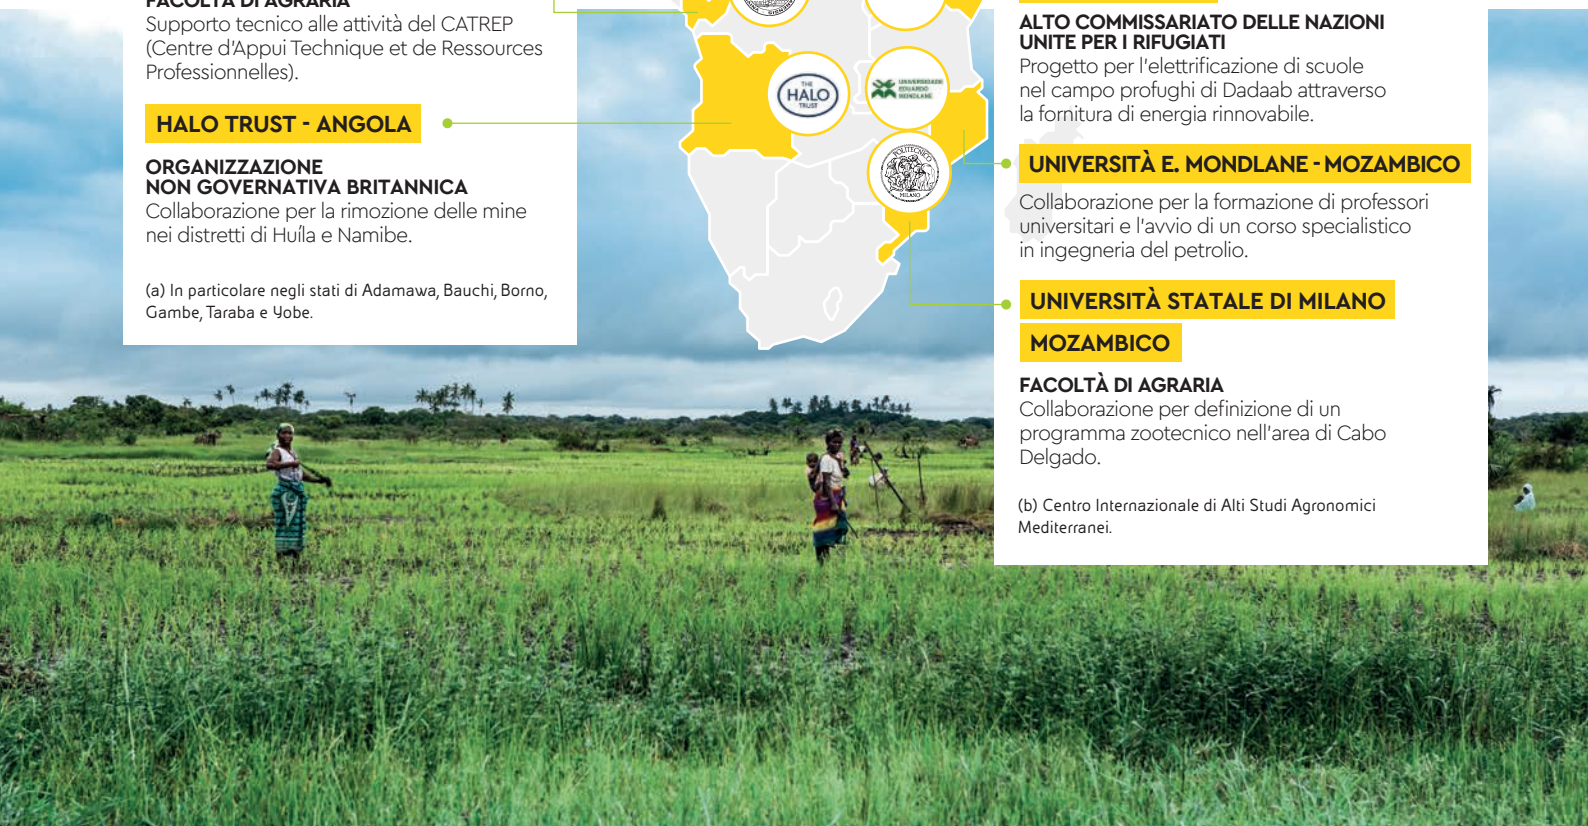 FACOLTÀ DI AGRARIA
Supporto tecnico alle attività del CATREP
(Centre d'Appui Technique et de Ressources
Professionnelles).
HALO TRUST - ANGOLA
ORGANIZZAZIONE
NON GOVERNATIVA BRITANNICA
Collaborazione per la rimozione delle mine
nei distretti di Huíla e Namibe.
(a) In particolare negli stati di Adamawa, Bauchi, Borno,
Gambe, Taraba e Yobe.
THE
HALO
TRUST
UNIVERSIDADE
EDUARDO
MONDLANE
POLITECNICO
MILANO
ALTO COMMISSARIATO DELLE NAZIONI
UNITE PER I RIFUGIATI
Progetto per l'elettrificazione di scuole
nel campo profughi di Dadaab attraverso
la fornitura di energia rinnovabile.
UNIVERSITÀ E. MONDLANE - MOZAMBICO
Collaborazione per la formazione di professori
universitari e l'avvio di un corso specialistico
in ingegneria del petrolio.
UNIVERSITÀ STATALE DI MILANO
MOZAMBICO
FACOLTÀ DI AGRARIA
Collaborazione per definizione di un
programma zootecnico nell'area di Cabo
Delgado.
(b) Centro Internazionale di Alti Studi Agronomici
Mediterranei.